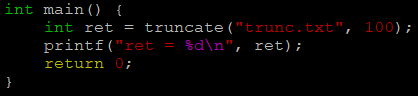 int main() {
    int ret = truncate("trunc.txt", 100);
    printf("ret = %d\n", ret);
    return 0;
}